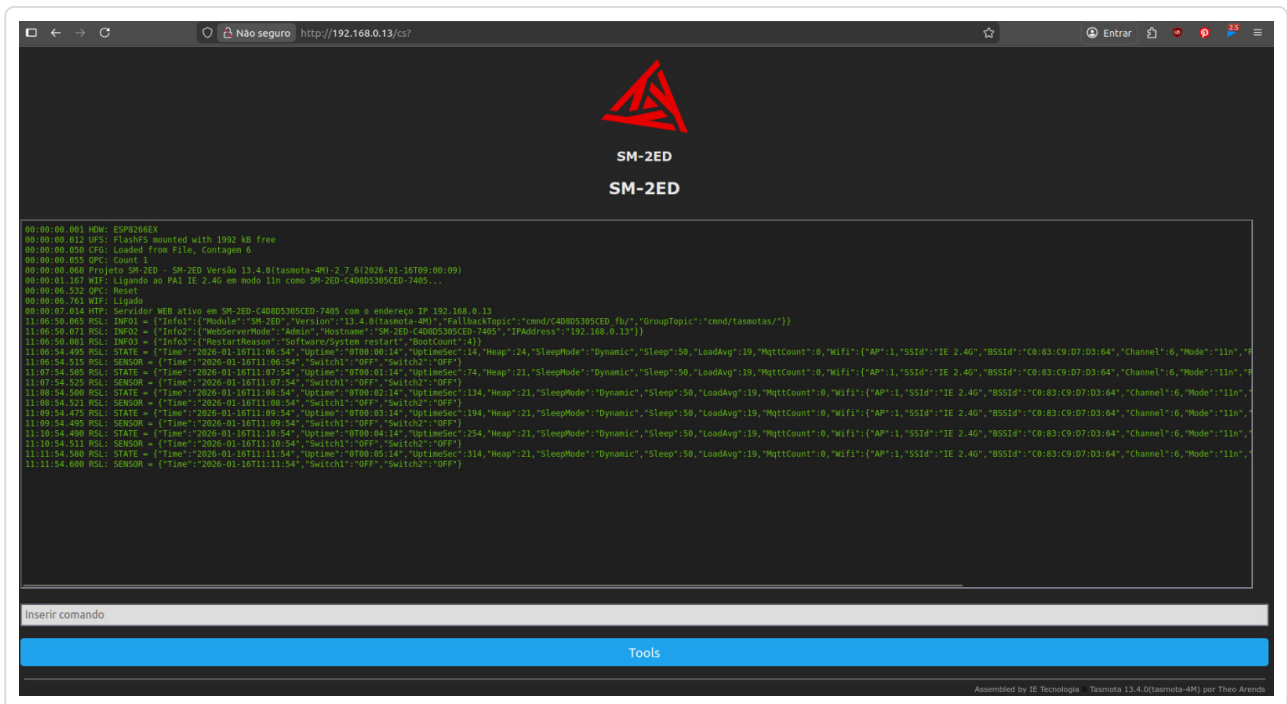 Não seguro http://192.168.0.13/cs?
Entrar
2.5
SM-2ED
SM-2ED
00:00:00.001 HDW: ESP8266EX
00:00:00.012 UFS: FlashFS mounted with 1992 kB free
00:00:00.050 CFG: Loaded from File, Contagem 6
00:00:00.055 QPC: Count 1
00:00:00.068 Projeto SM-2ED - SM-2ED Versão 13.4.0(tasmota-4M)-2_7_6(2026-01-16T09:00:09)
00:00:01.167 WIF: Ligando ao PA1 IE 2.4G em modo 11n como SM-2ED-C4D8D5305CED-7405...
00:00:06.532 QPC: Reset
00:00:06.761 WIF: Ligado
00:00:07.014 HTP: Servidor WEB ativo em SM-2ED-C4D8D5305CED-7405 com o endereço IP 192.168.0.13
11:06:50.065 RSL: INFO1 = {"Info1":{"Module":"SM-2ED","Version":"13.4.0(tasmota-4M)","FallbackTopic":"cmnd/C4D8D5305CED_fb/","GroupTopic":"cmnd/tasmotas/"}}
11:06:50.071 RSL: INFO2 = {"Info2":{"WebServerMode":"Admin","Hostname":"SM-2ED-C4D8D5305CED-7405","IPAddress":"192.168.0.13"}}
11:06:50.081 RSL: INFO3 = {"Info3":{"RestartReason":"Software/System restart","BootCount":4}}
11:06:54.495 RSL: STATE = {"Time":"2026-01-16T11:06:54","Uptime":"0T00:00:14","UptimeSec":14,"Heap":24,"SleepMode":"Dynamic","Sleep":50,"LoadAvg":19,"MqttCount":0,"Wifi":{"AP":1,"SSId":"IE 2.4G","BSSId":"C0:83:C9:D7:D3:64","Channel":6,"Mode":"11n","
11:06:54.515 RSL: SENSOR = {"Time":"2026-01-16T11:06:54","Switch1":"OFF","Switch2":"OFF"}
11:07:54.505 RSL: STATE = {"Time":"2026-01-16T11:07:54","Uptime":"0T00:01:14","UptimeSec":74,"Heap":21,"SleepMode":"Dynamic","Sleep":50,"LoadAvg":19,"MqttCount":0,"Wifi":{"AP":1,"SSId":"IE 2.4G","BSSId":"C0:83:C9:D7:D3:64","Channel":6,"Mode":"11n","
11:07:54.525 RSL: SENSOR = {"Time":"2026-01-16T11:07:54","Switch1":"OFF","Switch2":"OFF"}
11:08:54.500 RSL: STATE = {"Time":"2026-01-16T11:08:54","Uptime":"0T00:02:14","UptimeSec":134,"Heap":21,"SleepMode":"Dynamic","Sleep":50,"LoadAvg":19,"MqttCount":0,"Wifi":{"AP":1,"SSId":"IE 2.4G","BSSId":"C0:83:C9:D7:D3:64","Channel":6,"Mode":"11n","
11:08:54.521 RSL: SENSOR = {"Time":"2026-01-16T11:08:54","Switch1":"OFF","Switch2":"OFF"}
11:09:54.475 RSL: STATE = {"Time":"2026-01-16T11:09:54","Uptime":"0T00:03:14","UptimeSec":194,"Heap":21,"SleepMode":"Dynamic","Sleep":50,"LoadAvg":19,"MqttCount":0,"Wifi":{"AP":1,"SSId":"IE 2.4G","BSSId":"C0:83:C9:D7:D3:64","Channel":6,"Mode":"11n","
11:09:54.495 RSL: SENSOR = {"Time":"2026-01-16T11:09:54","Switch1":"OFF","Switch2":"OFF"}
11:10:54.490 RSL: STATE = {"Time":"2026-01-16T11:10:54","Uptime":"0T00:04:14","UptimeSec":254,"Heap":21,"SleepMode":"Dynamic","Sleep":50,"LoadAvg":19,"MqttCount":0,"Wifi":{"AP":1,"SSId":"IE 2.4G","BSSId":"C0:83:C9:D7:D3:64","Channel":6,"Mode":"11n","
11:10:54.511 RSL: SENSOR = {"Time":"2026-01-16T11:10:54","Switch1":"OFF","Switch2":"OFF"}
11:11:54.580 RSL: STATE = {"Time":"2026-01-16T11:11:54","Uptime":"0T00:05:14","UptimeSec":314,"Heap":21,"SleepMode":"Dynamic","Sleep":50,"LoadAvg":19,"MqttCount":0,"Wifi":{"AP":1,"SSId":"IE 2.4G","BSSId":"C0:83:C9:D7:D3:64","Channel":6,"Mode":"11n","
11:11:54.600 RSL: SENSOR = {"Time":"2026-01-16T11:11:54","Switch1":"OFF","Switch2":"OFF"}
Inserir comando
Tools
Assembled by IE Tecnologia Tasmota 13.4.0(tasmota-4M) por Theo Arends